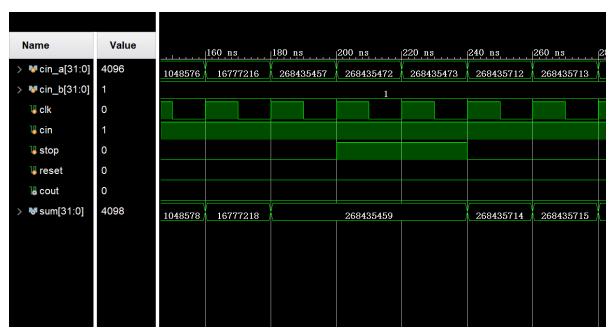 Name Value 160 ns 180 ns 200 ns 220 ns 240 ns 260 ns
cin_a[31:0] 4096 1048576 16777216 268435457 268435472 268435473 268435712 268435713
cin_b[31:0] 1 1
clk 0
cin 1
stop 0
reset 0
cout 0
sum[31:0] 4098 1048578 16777218 268435459 268435714 268435715